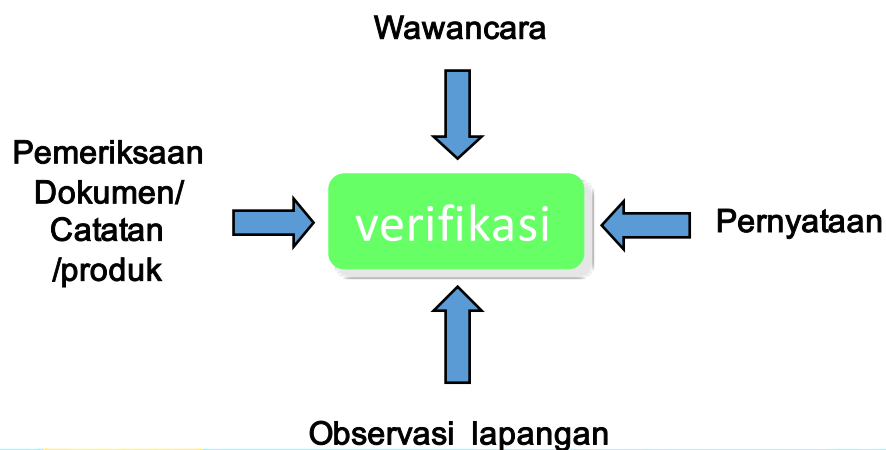 Wawancara
Pemeriksaan
Dokumen/
Catatan
/produk
verifikasi
Pernyataan
Observasi lapangan